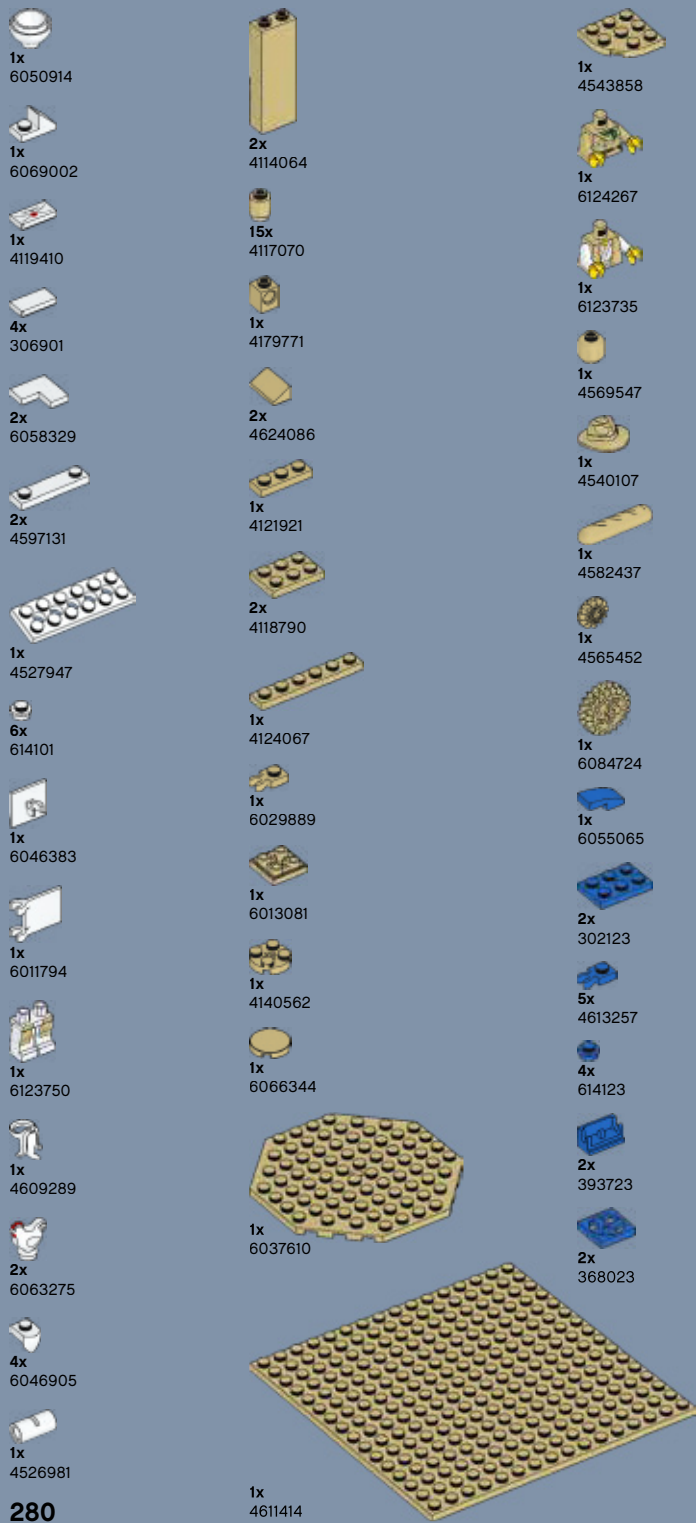 1x
6050914
1x
6069002
1x
4119410
4x
306901
2x
6058329
2x
4597131
1x
4527947
6x
614101
1x
6046383
1x
6011794
1x
6123750
1x
4609289
2x
6063275
4x
6046905
1x
4526981
280
2x
4114064
15x
4117070
1x
4179771
2x
4624086
1x
4121921
2x
4118790
1x
4124067
1x
6029889
1x
6013081
1x
4140562
1x
6066344
1x
6037610
1x
4611414
1x
4543858
1x
6124267
1x
6123735
1x
4569547
1x
4540107
1x
4582437
1x
4565452
1x
6084724
1x
6055065
2x
302123
5x
4613257
4x
614123
2x
393723
2x
368023